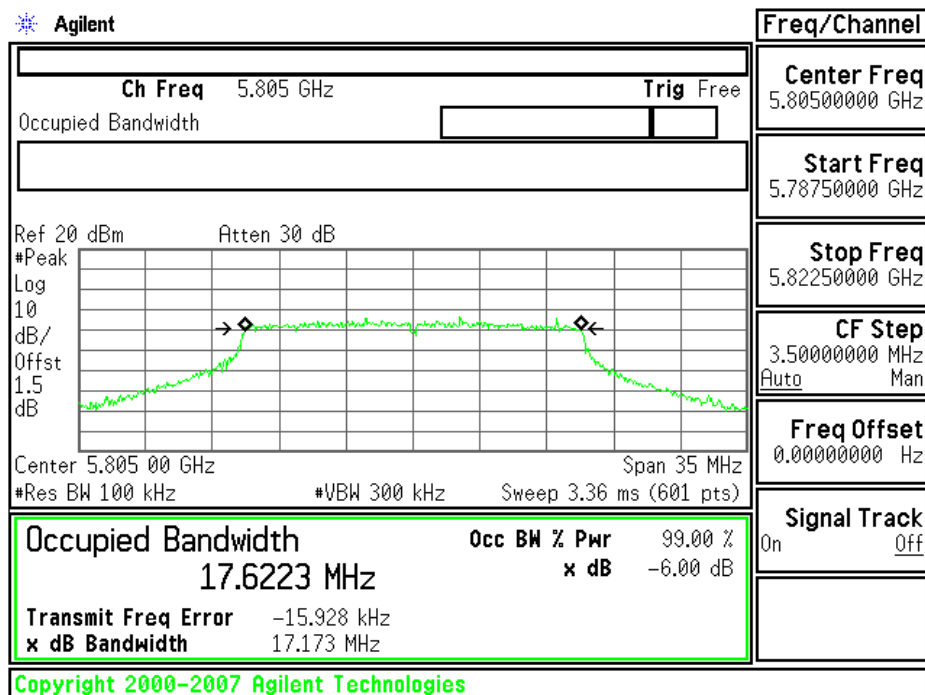 Agilent
Freq/Channel
Ch Freq 5.805 GHz Trig Free
Occupied Bandwidth
Center Freq
5.80500000 GHz
Start Freq
5.78750000 GHz
Stop Freq
5.82250000 GHz
CF Step
3.50000000 MHz
Auto Man
Freq Offset
0.00000000 Hz
Signal Track
On Off
Ref 20 dBm Atten 30 dB
#Peak
Log
10
dB/
Offst
1.5
dB
Center 5.805 00 GHz Span 35 MHz
#Res BW 100 kHz #VBW 300 kHz Sweep 3.36 ms (601 pts)
Occupied Bandwidth
17.6223 MHz
Occ BW % Pwr 99.00 %
x dB -6.00 dB
Transmit Freq Error -15.928 kHz
x dB Bandwidth 17.173 MHz
Copyright 2000-2007 Agilent Technologies